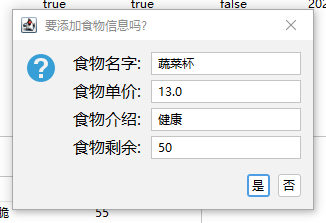 true true false 202
要添加食物信息吗?
食物名字: 蔬菜杯
食物单价: 13.0
食物介绍: 健康
食物剩余: 50
是 否
脆 55